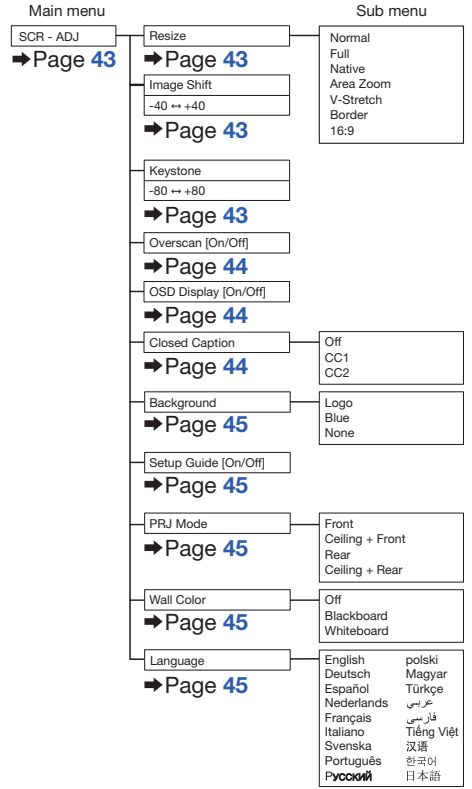 Main menu
Sub menu
SCR - ADJ
➡Page 43
Resize
➡Page 43
Normal
Full
Native
Area Zoom
V-Stretch
Border
16:9
Image Shift
-40 ↔ +40
➡Page 43
Keystone
-80 ↔ +80
➡Page 43
Overscan [On/Off]
➡Page 44
OSD Display [On/Off]
➡Page 44
Closed Caption
➡Page 44
Off
CC1
CC2
Background
➡Page 45
Logo
Blue
None
Setup Guide [On/Off]
➡Page 45
PRJ Mode
➡Page 45
Front
Ceiling + Front
Rear
Ceiling + Rear
Wall Color
➡Page 45
Off
Blackboard
Whiteboard
Language
➡Page 45
English polski
Deutsch Magyar
Español Türkçe
Nederlands عربي
Français فارسی
Italiano Tiếng Việt
Svenska 汉语
Português 한국어
Русский 日本語